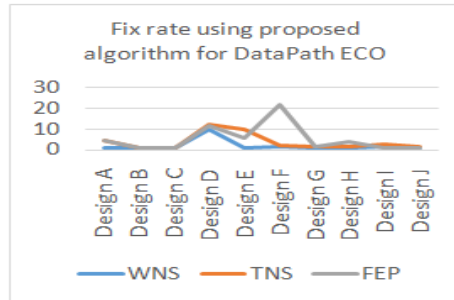 Fix rate using proposed
algorithm for DataPath ECO
30
20
10
0
Design A
Design B
Design C
Design D
Design E
Design F
Design G
Design H
Design I
Design J
WNS TNS FEP